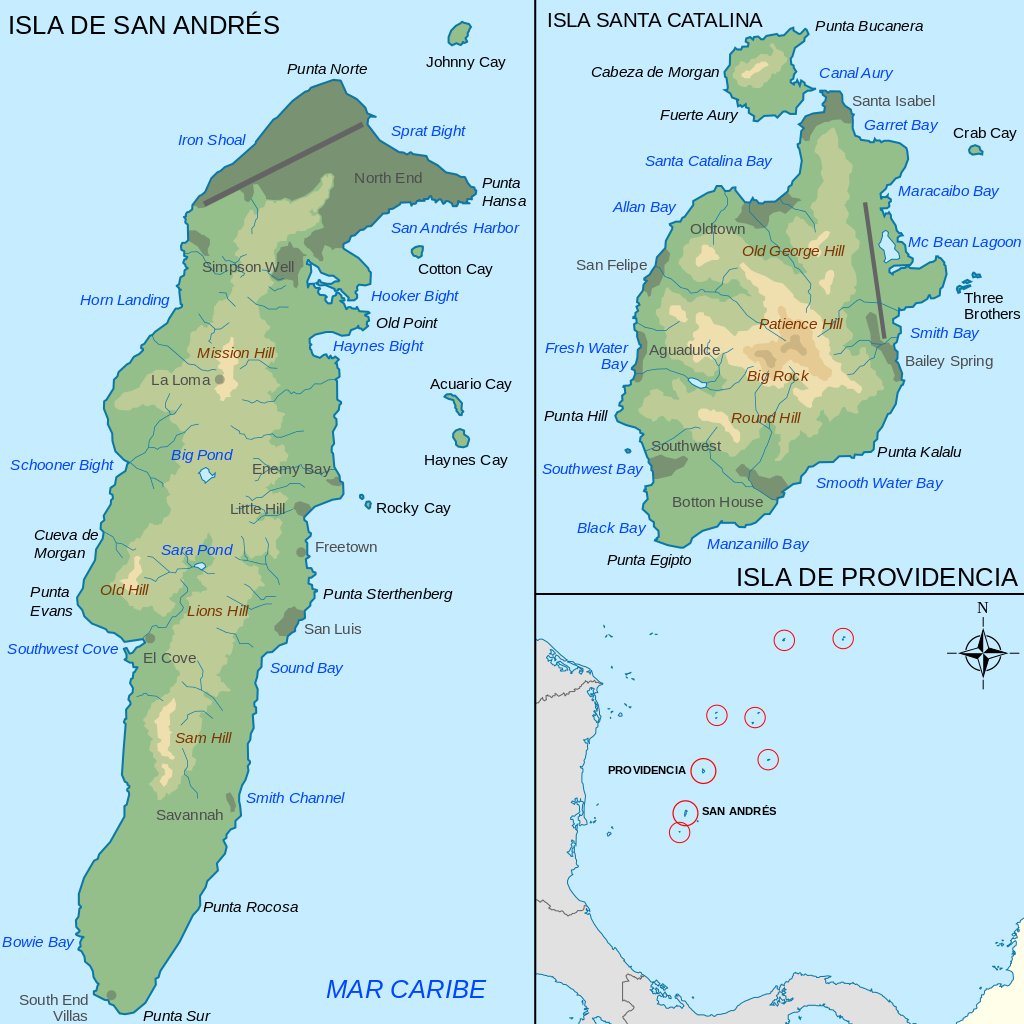 ISLA DE SAN ANDRÉS
Johnny Cay
Punta Norte
Iron Shoal
Sprat Bight
North End
Punta
Hansa
San Andrés Harbor
Simpson Well
Cotton Cay
Horn Landing
Hooker Bight
Old Point
Haynes Bight
Mission Hill
La Loma
Acuario Cay
Big Pond
Schooner Bight
Enemy Bay
Haynes Cay
Little Hill
Rocky Cay
Cueva de
Morgan
Sara Pond
Freetown
Punta
Evans
Old Hill
Lions Hill
Punta Sterthenberg
San Luis
Southwest Cove
El Cove
Sound Bay
Sam Hill
Smith Channel
Savannah
Punta Rocosa
Bowie Bay
MAR CARIBE
South End
Villas
Punta Sur
ISLA SANTA CATALINA
Punta Bucanera
Cabeza de Morgan
Canal Aury
Santa Isabel
Fuerte Aury
Garret Bay
Crab Cay
Santa Catalina Bay
Maracaibo Bay
Allan Bay
Oldtown
Old George Hill
Mc Bean Lagoon
San Felipe
Three
Brothers
Patience Hill
Smith Bay
Fresh Water
Bay
Aguadulce
Bailey Spring
Big Rock
Punta Hill
Round Hill
Southwest
Punta Kalalu
Southwest Bay
Smooth Water Bay
Botton House
Black Bay
Manzanillo Bay
Punta Egipto
ISLA DE PROVIDENCIA
N
PROVIDENCIA
SAN ANDRÉS